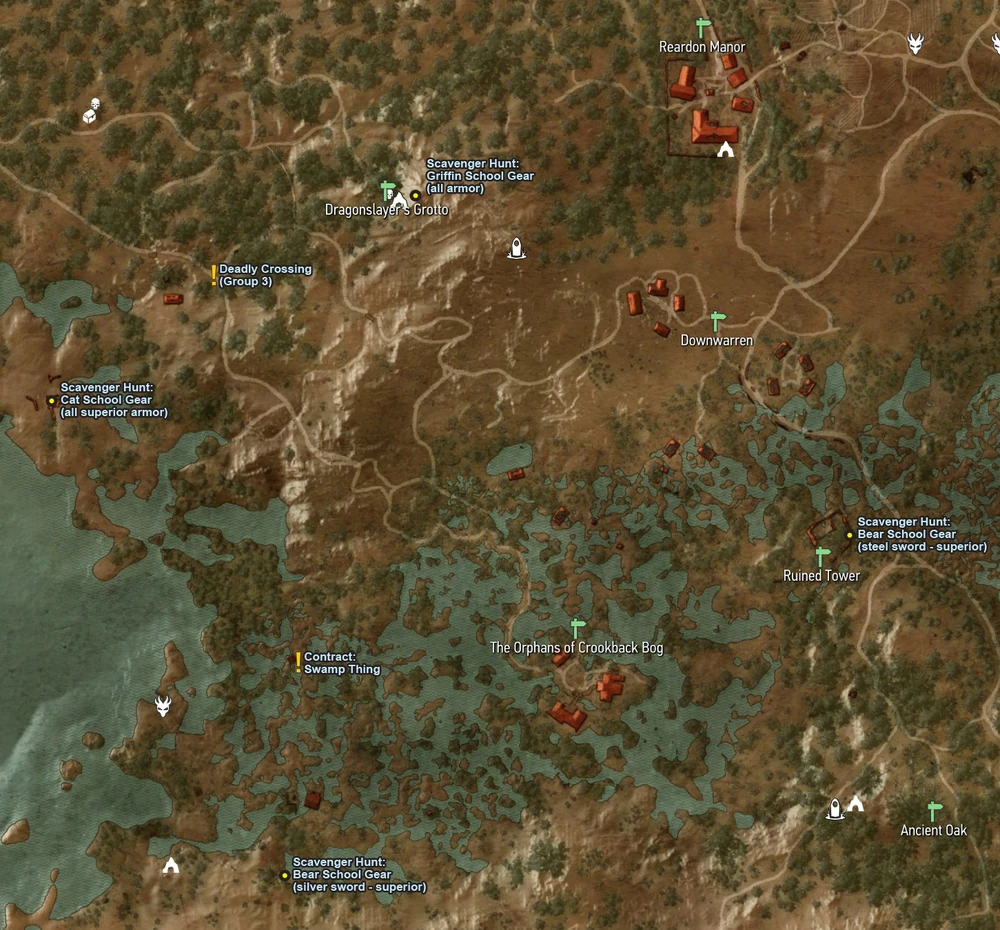 Reardon Manor
Scavenger Hunt:
Griffin School Gear
(all armor)
Dragonslayer's Grotto
Deadly Crossing
(Group 3)
Downwarren
Scavenger Hunt:
Cat School Gear
(all superior armor)
Scavenger Hunt:
Bear School Gear
(steel sword - superior)
Ruined Tower
The Orphans of Crookback Bog
Contract:
Swamp Thing
Ancient Oak
Scavenger Hunt:
Bear School Gear
(silver sword - superior)